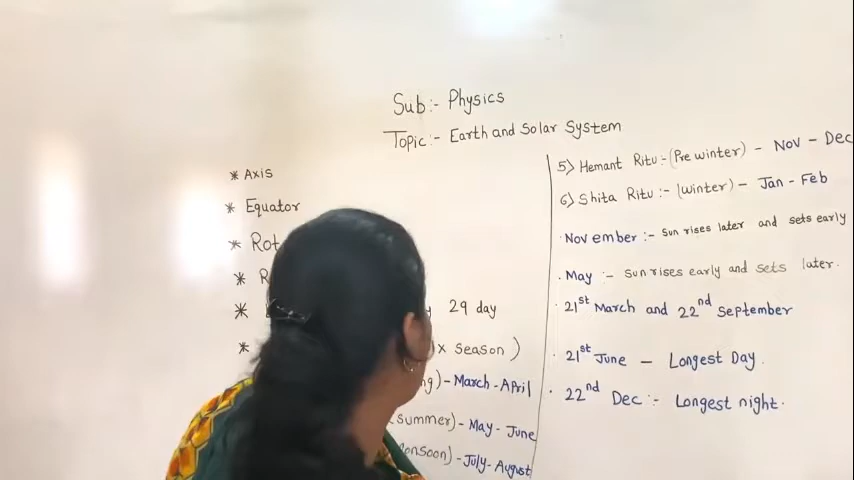 Sub:- Physics
Topic:- Earth and Solar System
* Axis
* Equator
* Rot
* R
*
29 day
* season )
ng) - March - April
(summer) - May - June
onsoon) - July - August
5) Hemant Ritu :- (Pre winter) - Nov - Dec
6) Shita Ritu :- (winter) - Jan - Feb
· November :- Sun rises later and sets early
· May :- Sun rises early and sets later.
· 21st March and 22nd September
· 21st June - Longest Day.
· 22nd Dec :- Longest night.